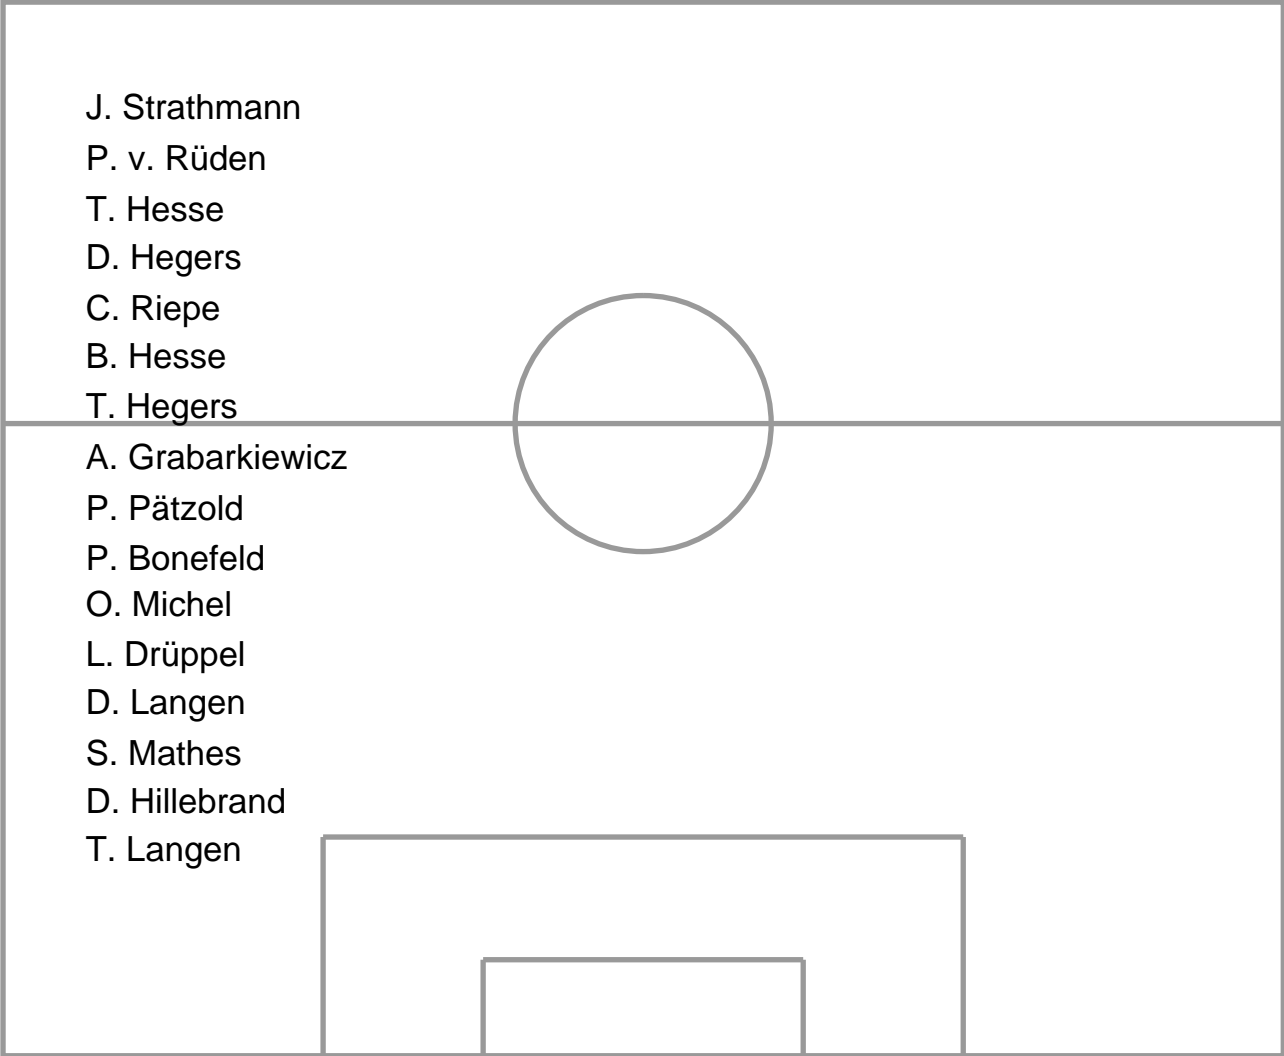 J. Strathmann
P. v. Rüden
T. Hesse
D. Hegers
C. Riepe
B. Hesse
T. Hegers
A. Grabarkiewicz
P. Pätzold
P. Bonefeld
O. Michel
L. Drüppel
D. Langen
S. Mathes
D. Hillebrand
T. Langen